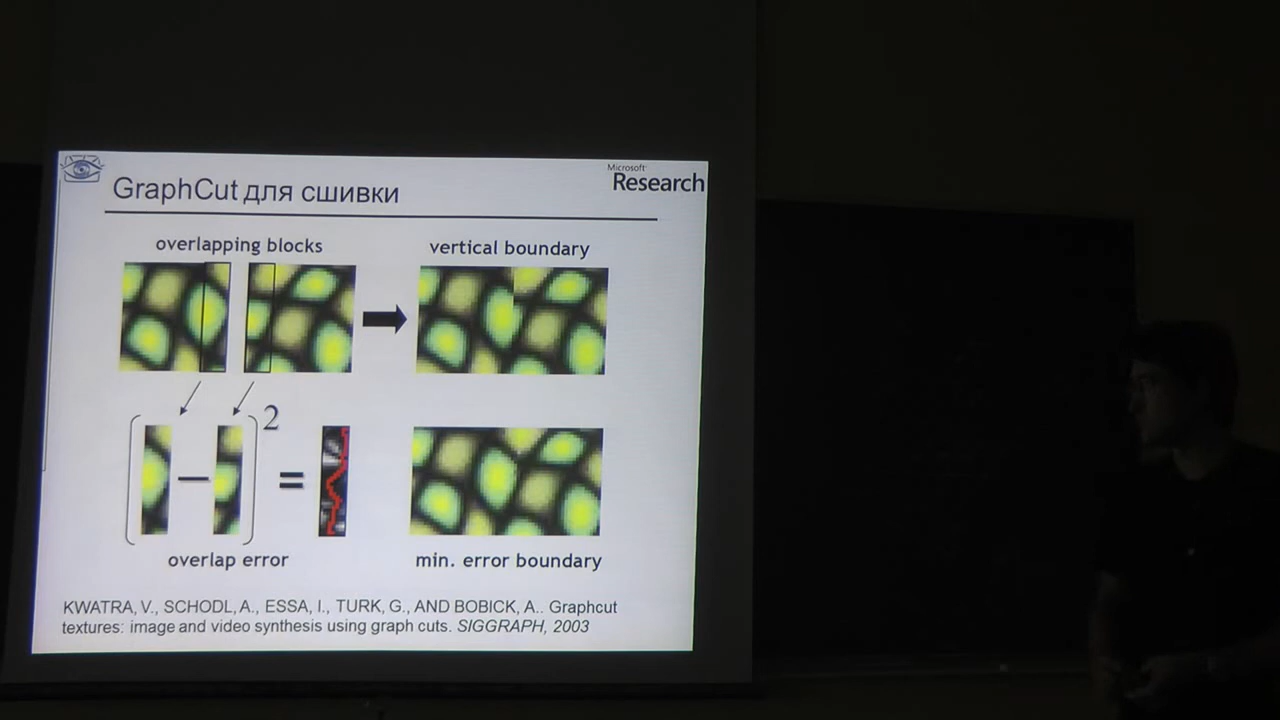 Microsoft
Research
GraphCut для сшивки
overlapping blocks
vertical boundary
2
overlap error
min. error boundary
KWATRA, V., SCHODL, A., ESSA, I., TURK, G., AND BOBICK, A.. Graphcut
textures: image and video synthesis using graph cuts. SIGGRAPH, 2003